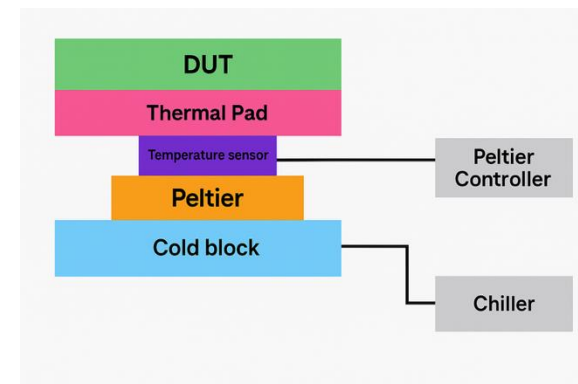 DUT
Thermal Pad
Temperature sensor
Peltier
Cold block
Peltier
Controller
Chiller